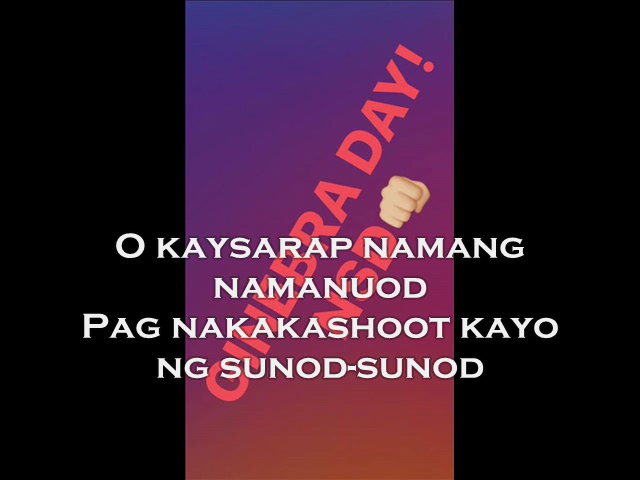 GINEBRA DAY!
NSD
O KAYSARAP NAMANG
NAMANUOD
PAG NAKAKASHOOT KAYO
NG SUNOD-SUNOD